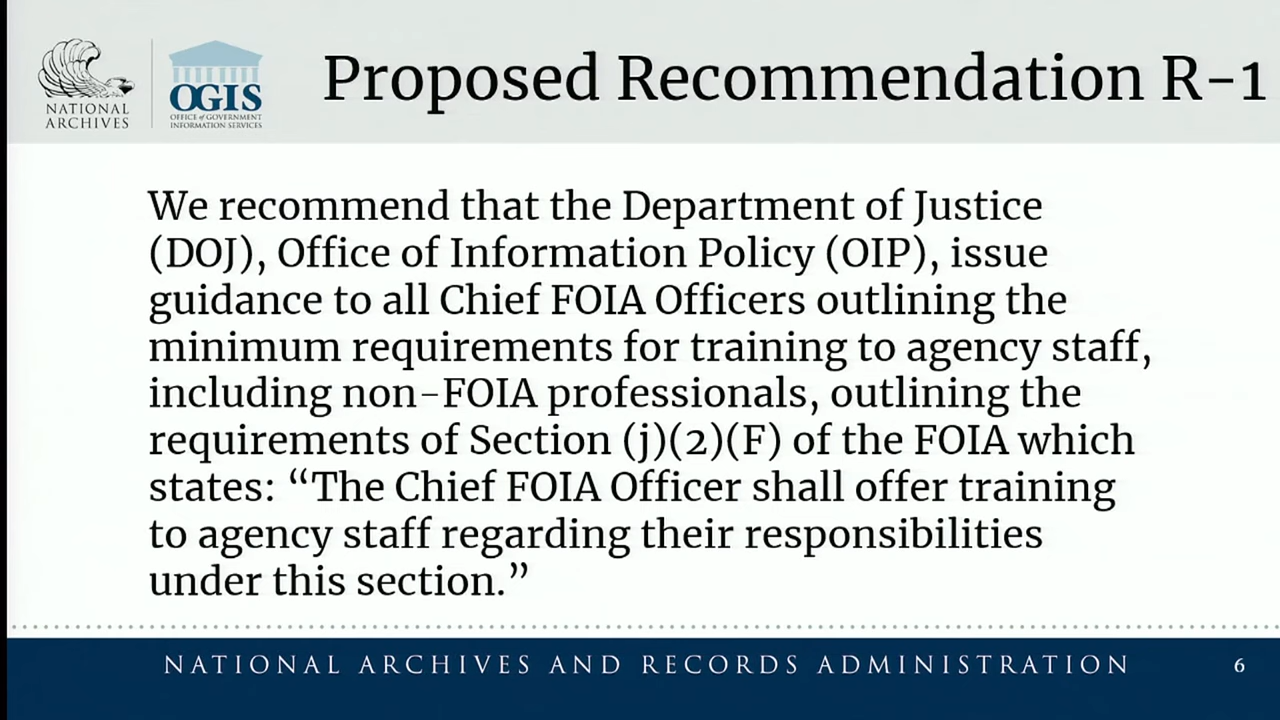 Proposed Recommendation R-1
NATIONAL
ARCHIVES
OGIS
OFFICE of GOVERNMENT
INFORMATION SERVICES
We recommend that the Department of Justice
(DOJ), Office of Information Policy (OIP), issue
guidance to all Chief FOIA Officers outlining the
minimum requirements for training to agency staff,
including non-FOIA professionals, outlining the
requirements of Section (j)(2)(F) of the FOIA which
states: “The Chief FOIA Officer shall offer training
to agency staff regarding their responsibilities
under this section.”
NATIONAL ARCHIVES AND RECORDS ADMINISTRATION
6